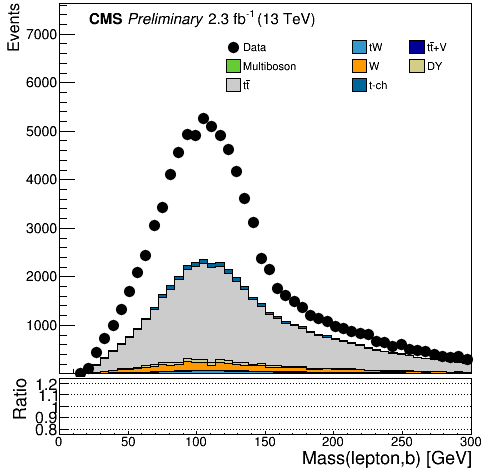 CMS Preliminary 2.3 fb⁻¹ (13 TeV)
Events
7000
6000
5000
4000
3000
2000
1000
Data
tW
tt̄+V
Multiboson
W
DY
tt̄
t-ch
Ratio
1.2
1.1
1
0.9
0.8
0
50
100
150
200
250
300
Mass(lepton,b) [GeV]